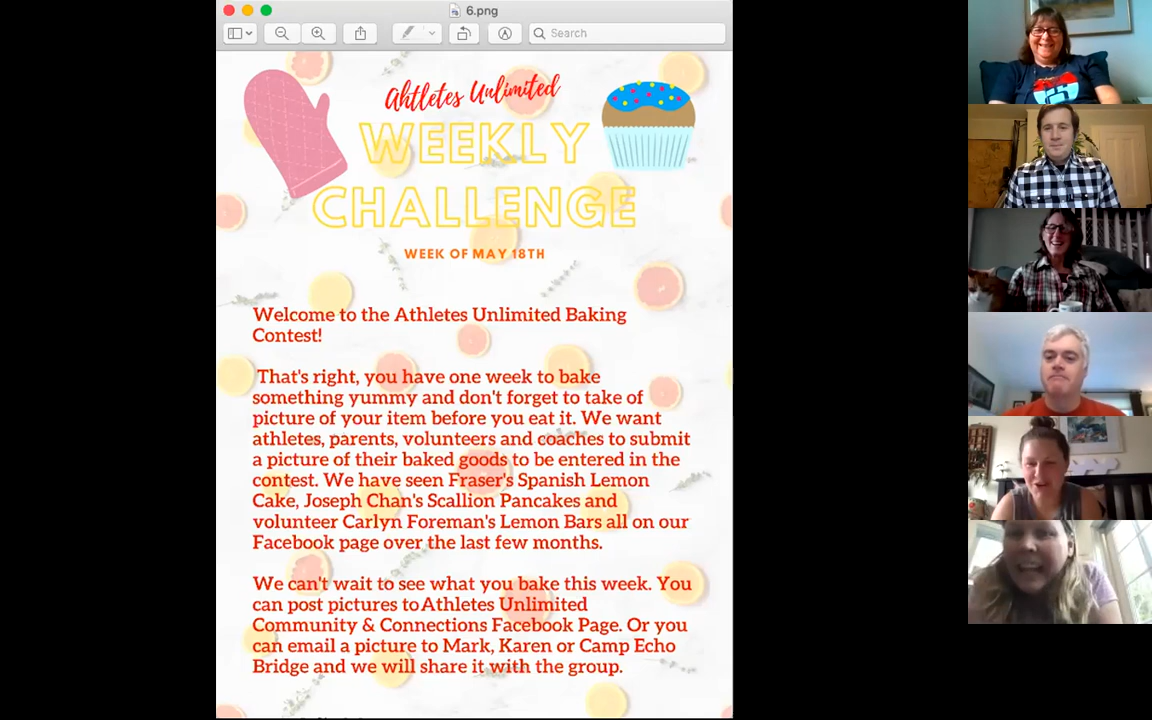 6.png
Search
Ahtletes Unlimited
WEEKLY
CHALLENGE
WEEK OF MAY 18TH
Welcome to the Athletes Unlimited Baking
Contest!
That's right, you have one week to bake
something yummy and don't forget to take of
picture of your item before you eat it. We want
athletes, parents, volunteers and coaches to submit
a picture of their baked goods to be entered in the
contest. We have seen Fraser's Spanish Lemon
Cake, Joseph Chan's Scallion Pancakes and
volunteer Carlyn Foreman's Lemon Bars all on our
Facebook page over the last few months.
We can't wait to see what you bake this week. You
can post pictures to Athletes Unlimited
Community & Connections Facebook Page. Or you
can email a picture to Mark, Karen or Camp Echo
Bridge and we will share it with the group.